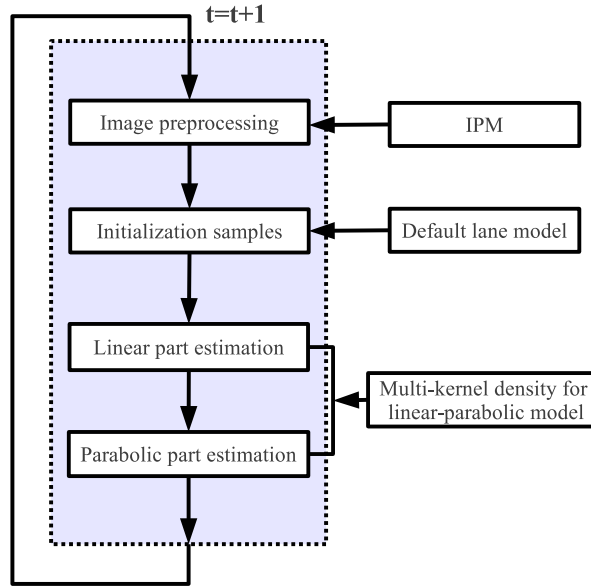 t=t+1
Image preprocessing
IPM
Initialization samples
Default lane model
Linear part estimation
Multi-kernel density for
linear-parabolic model
Parabolic part estimation